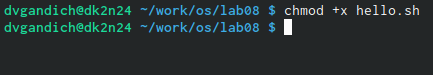 dvgandich@dk2n24 ~/work/os/lab08 $ chmod +x hello.sh
dvgandich@dk2n24 ~/work/os/lab08 $